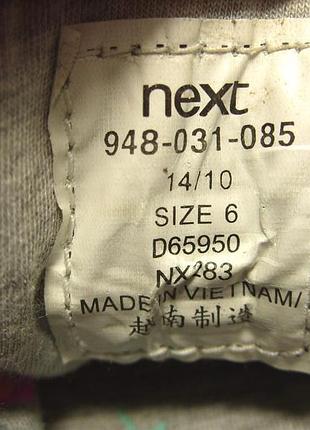 next
948-031-085
14/10
SIZE 6
D65950
NX283
MADE IN VIETNAM/
越南制造